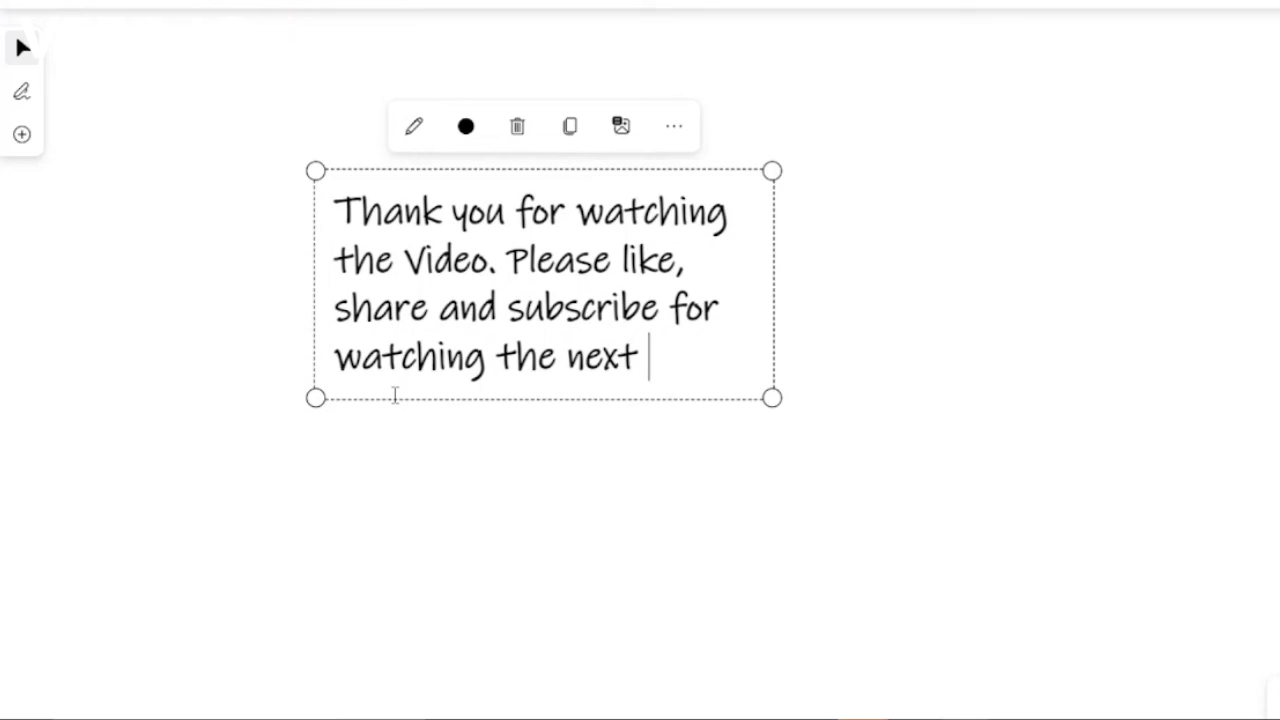 Thank you for watching
the Video. Please like,
share and subscribe for
watching the next